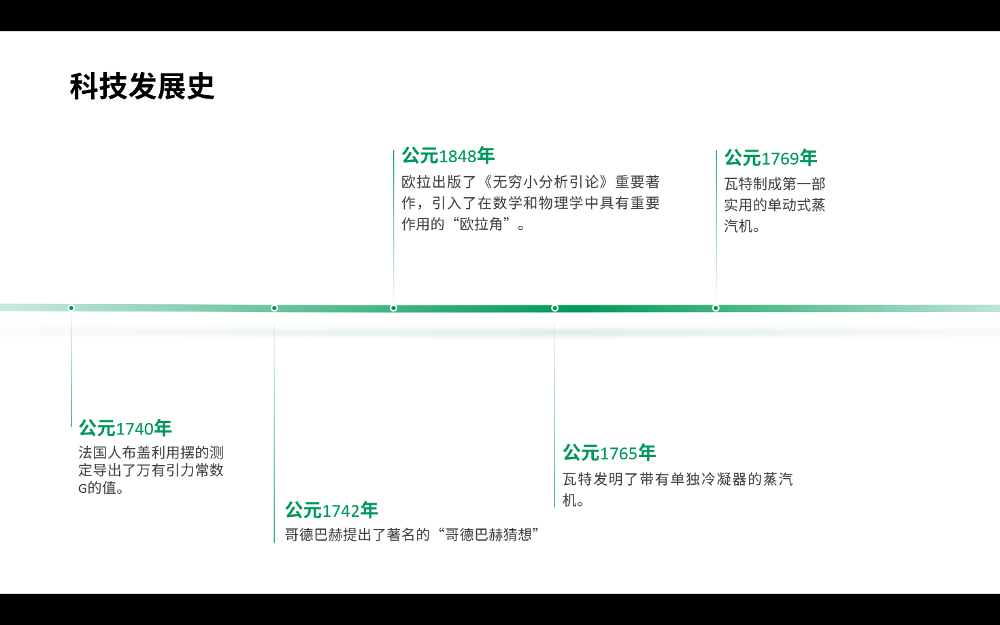 科技发展史
公元1848年
欧拉出版了《无穷小分析引论》重要著
作，引入了在数学和物理学中具有重要
作用的“欧拉角”。
公元1769年
瓦特制成第一部
实用的单动式蒸
汽机。
公元1740年
法国人布盖利用摆的测
定导出了万有引力常数
G的值。
公元1742年
哥德巴赫提出了著名的“哥德巴赫猜想”
公元1765年
瓦特发明了带有单独冷凝器的蒸汽
机。